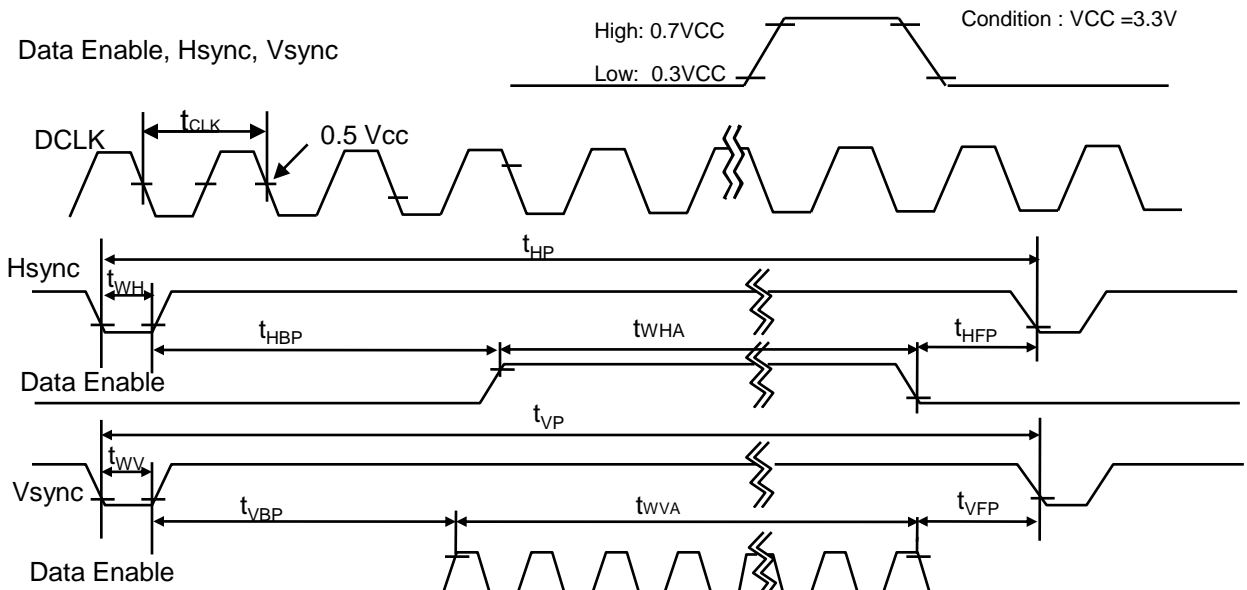 Condition : VCC =3.3V
High: 0.7VCC
Data Enable, Hsync, Vsync
Low: 0.3VCC
tCLK
DCLK
0.5 Vcc
tHP
Hsync
tWH
tHBP
tWHA
tHFP
Data Enable
tVP
tWV
Vsync
tVBP
tWVA
tVFP
Data Enable